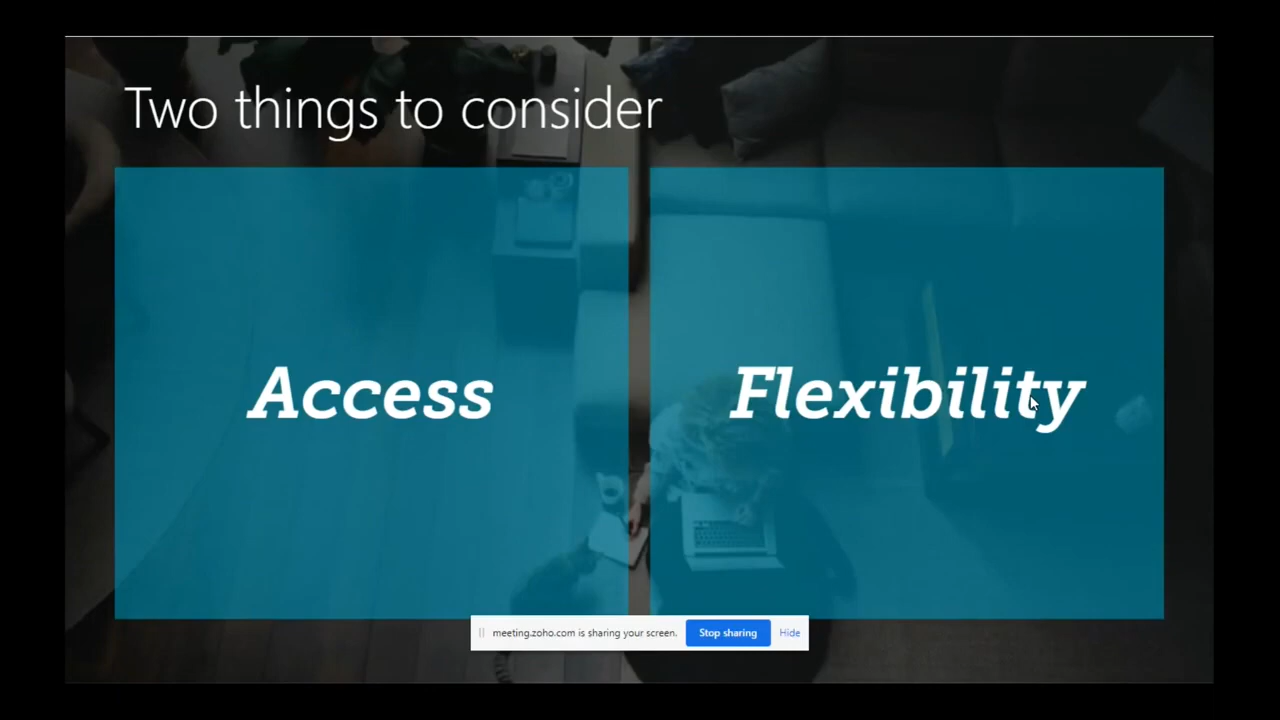 Two things to consider
Access
Flexibility
meeting.zoho.com is sharing your screen. Stop sharing Hide